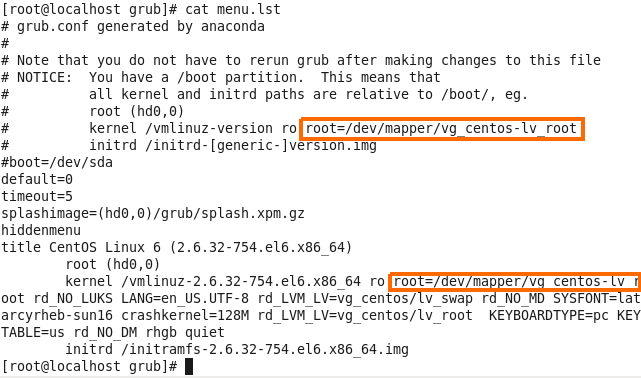 [root@localhost grub]# cat menu.lst
# grub.conf generated by anaconda
#
# Note that you do not have to rerun grub after making changes to this file
# NOTICE:  You have a /boot partition.  This means that
#          all kernel and initrd paths are relative to /boot/, eg.
#          root (hd0,0)
#          kernel /vmlinuz-version ro root=/dev/mapper/vg_centos-lv_root
#          initrd /initrd-[generic-]version.img
#boot=/dev/sda
default=0
timeout=5
splashimage=(hd0,0)/grub/splash.xpm.gz
hiddenmenu
title CentOS Linux 6 (2.6.32-754.el6.x86_64)
        root (hd0,0)
        kernel /vmlinuz-2.6.32-754.el6.x86_64 ro root=/dev/mapper/vg_centos-lv_r
oot rd_NO_LUKS LANG=en_US.UTF-8 rd_LVM_LV=vg_centos/lv_swap rd_NO_MD SYSFONT=lat
arcyrheb-sun16 crashkernel=128M rd_LVM_LV=vg_centos/lv_root  KEYBOARDTYPE=pc KEY
TABLE=us rd_NO_DM rhgb quiet
        initrd /initramfs-2.6.32-754.el6.x86_64.img
[root@localhost grub]#